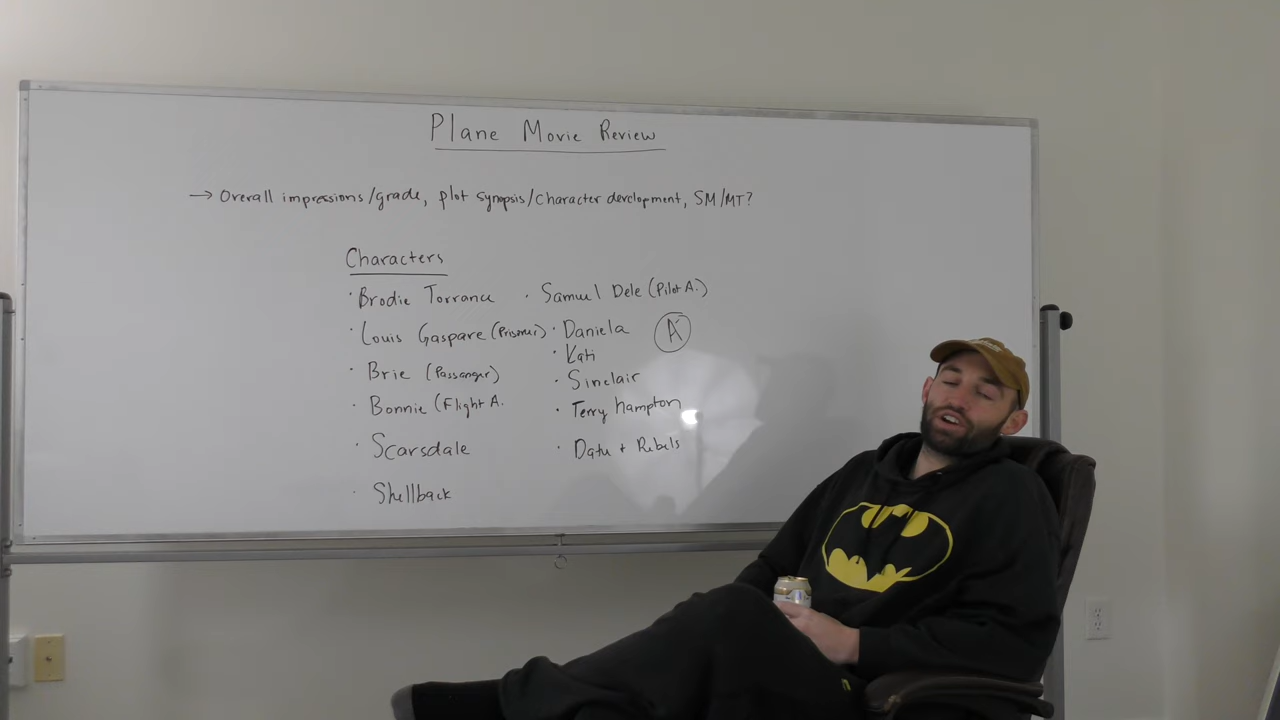 Plane Movie Review
→ Overall impressions/grade, plot synopsis/character development, SM/MT?
Characters
· Brodie Torrance
· Louis Gaspare (Prisoner)
· Brie (Passanger)
· Bonnie (Flight A.
· Scarsdale
· Shellback
· Samuel Dele (Pilot A.)
· Daniela
· Kati
· Sinclair
· Terry Hampton
· Datu + Rebels
A-